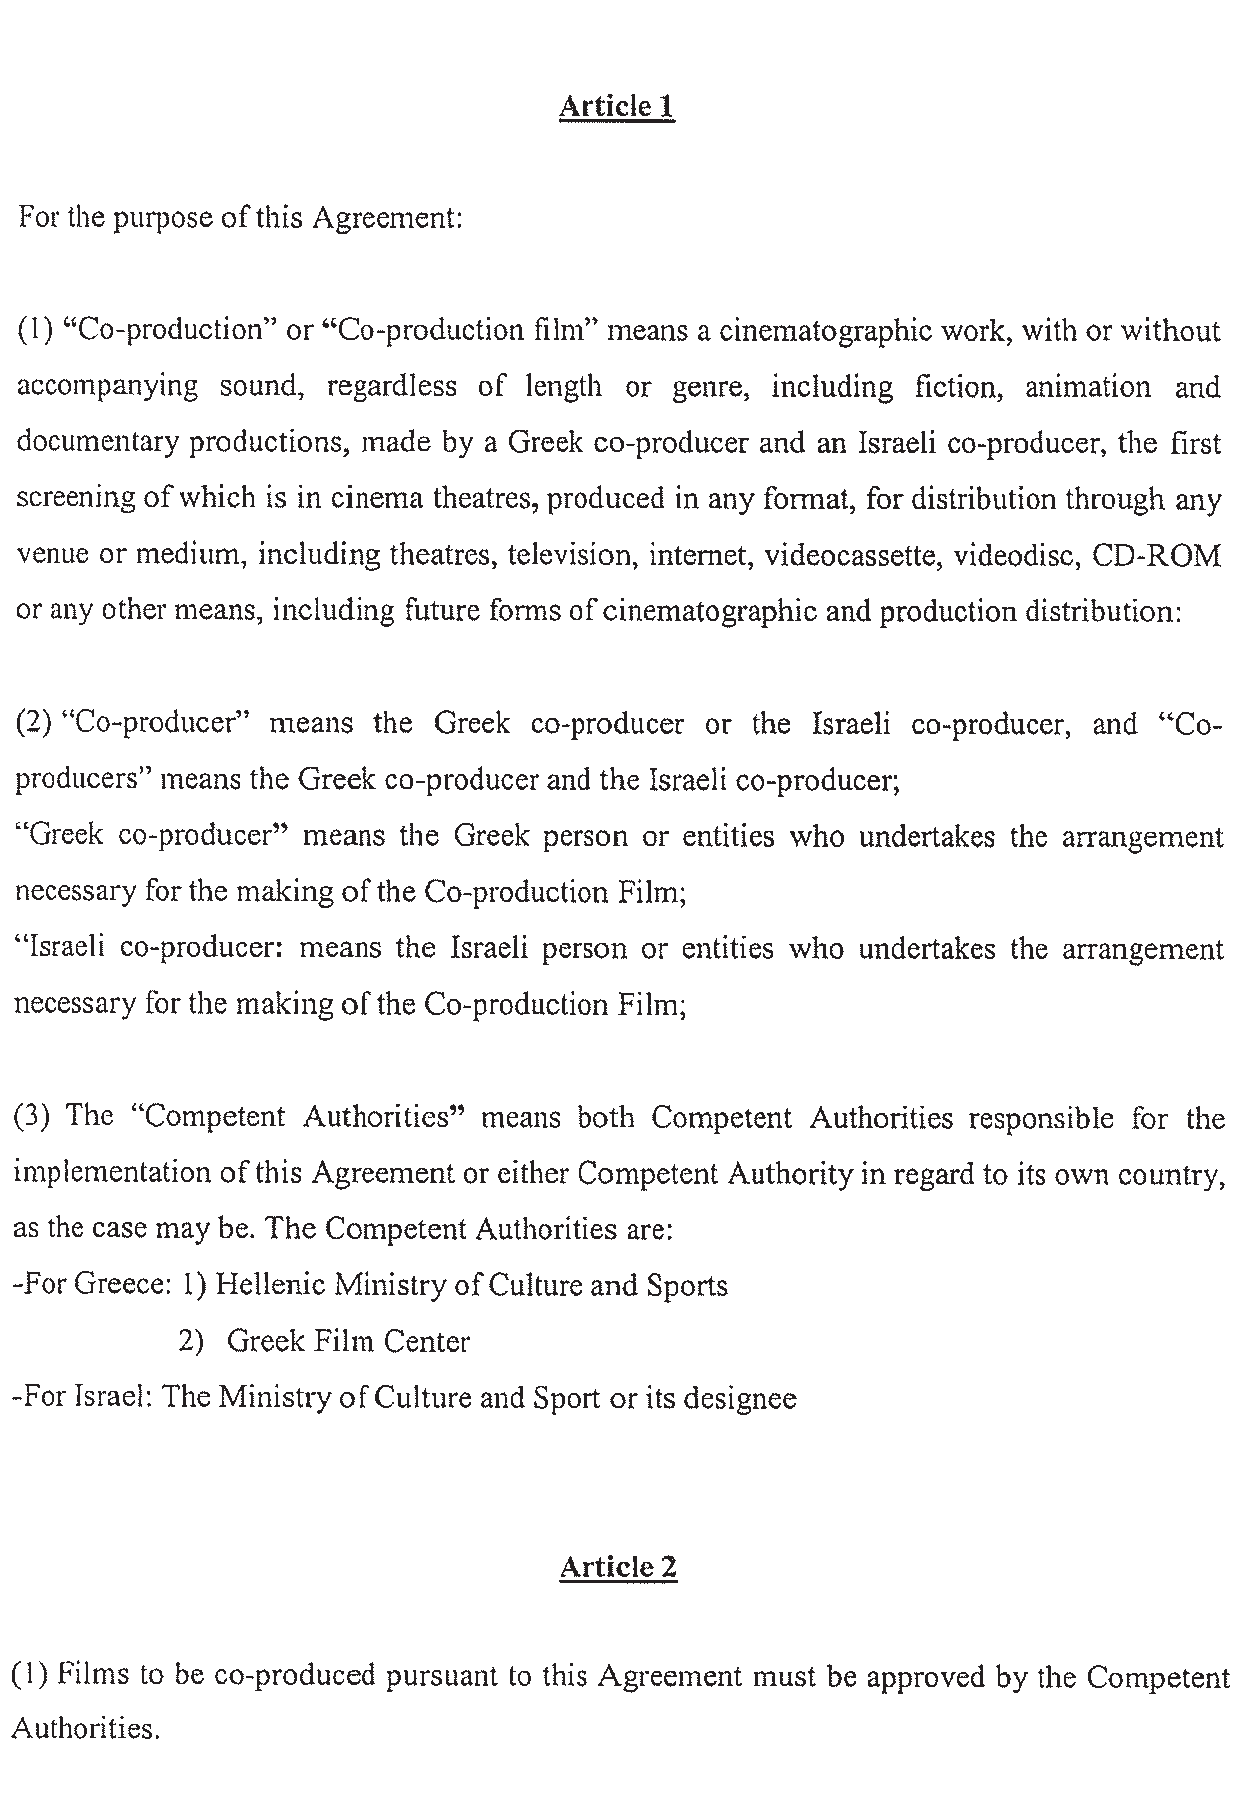 Article 1
For the purpose of this Agreement:
(1) “Co-production” or “Co-production film” means a cinematographic work, with or without
accompanying sound, regardless of length or genre, including fiction, animation and
documentary productions, made by a Greek co-producer and an Israeli co-producer, the first
screening of which is in cinema theatres, produced in any format, for distribution through any
venue or medium, including theatres, television, internet, videocassette, videodisc, CD-ROM
or any other means, including future forms of cinematographic and production distribution:
(2) “Co-producer” means the Greek co-producer or the Israeli co-producer, and “Co-
producers” means the Greek co-producer and the Israeli co-producer;
“Greek co-producer” means the Greek person or entities who undertakes the arrangement
necessary for the making of the Co-production Film;
“Israeli co-producer: means the Israeli person or entities who undertakes the arrangement
necessary for the making of the Co-production Film;
(3) The “Competent Authorities” means both Competent Authorities responsible for the
implementation of this Agreement or either Competent Authority in regard to its own country,
as the case may be. The Competent Authorities are:
-For Greece: 1) Hellenic Ministry of Culture and Sports
2) Greek Film Center
-For Israel: The Ministry of Culture and Sport or its designee
Article 2
(1) Films to be co-produced pursuant to this Agreement must be approved by the Competent
Authorities.